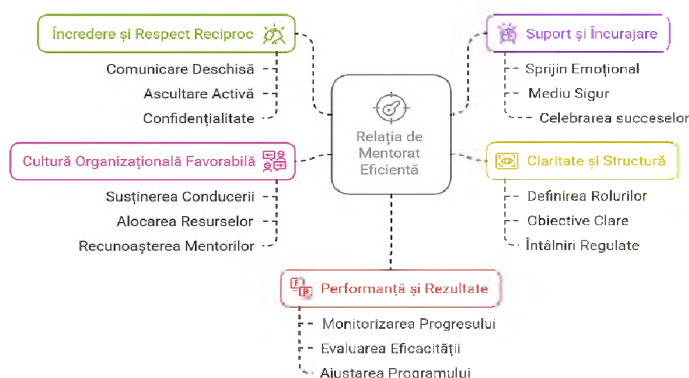 Încredere și Respect Reciproc
Comunicare Deschisă
Ascultare Activă
Confidențialitate
Suport și Încurajare
Sprijin Emoțional
Mediu Sigur
Celebrarea succeselor
Relația de
Mentorat
Eficientă
Cultură Organizațională Favorabilă
Susținerea Conducerii
Alocarea Resurselor
Recunoașterea Mentorilor
Claritate și Structură
Definirea Rolurilor
Obiective Clare
Întâlniri Regulate
Performanță și Rezultate
Monitorizarea Progresului
Evaluarea Eficacității
Ajustarea Programului